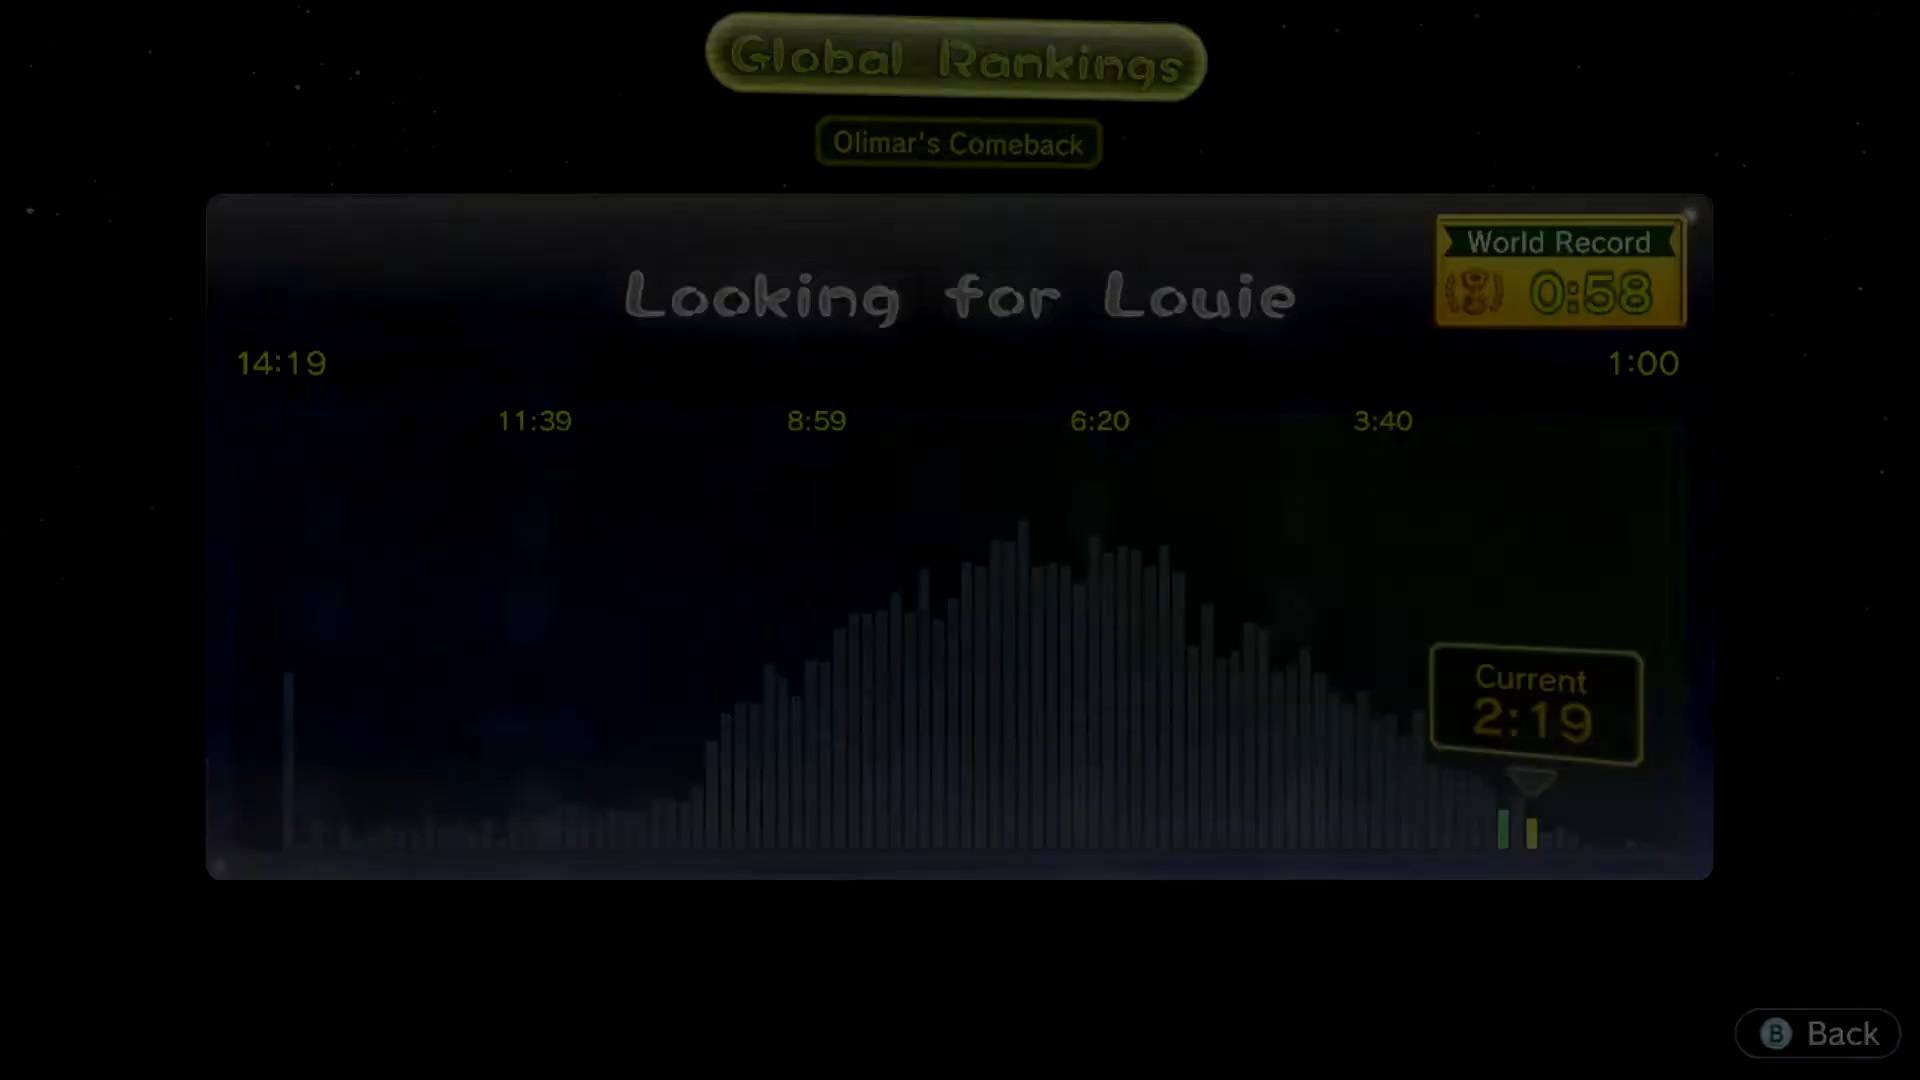 Global Rankings
Olimar's Comeback
World Record
0:58
Looking for Louie
14:19
1:00
11:39
8:59
6:20
3:40
Current
2:19
B Back